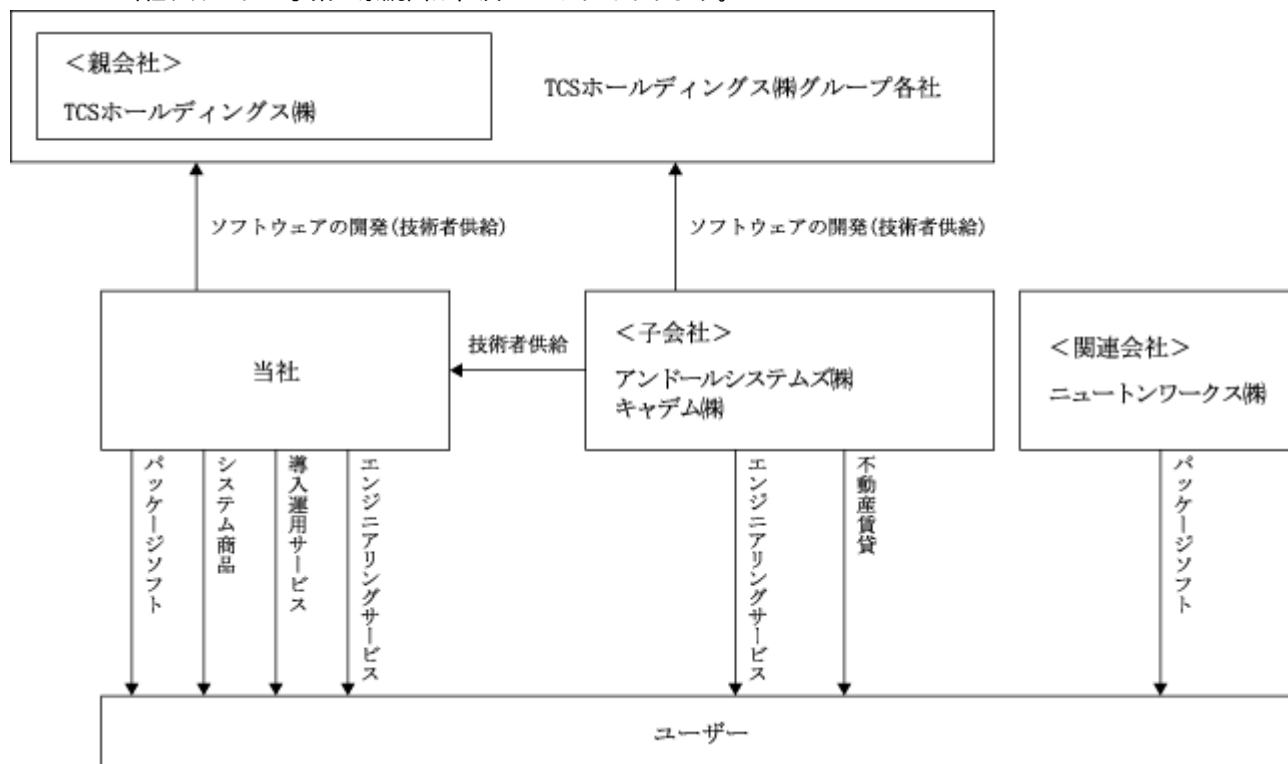 <親会社>
TCSホールディングス㈱
TCSホールディングス㈱グループ各社
ソフトウェアの開発(技術者供給)
ソフトウェアの開発(技術者供給)
当社
技術者供給
<子会社>
アンドールシステムズ㈱
キャデム㈱
<関連会社>
ニュートンワークス㈱
パッケージソフト
システム商品
導入運用サービス
エンジニアリングサービス
エンジニアリングサービス
不動産賃貸
パッケージソフト
ユーザー